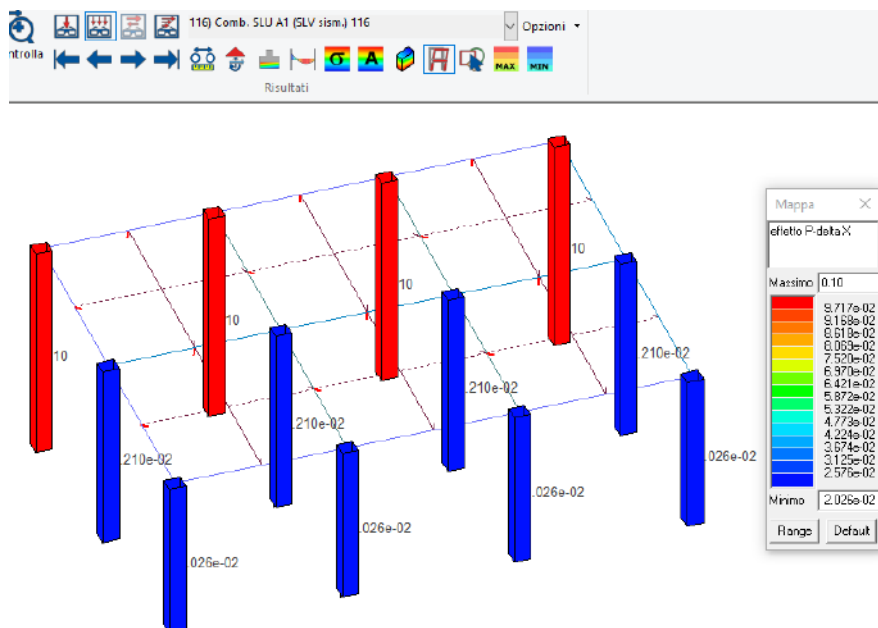 116) Comb. SLU A1 (SLV sism.) 116
Opzioni
ntrolla
σ
A
MAX
MIN
Risultati
10
10
10
10
.210e-02
.210e-02
.210e-02
.210e-02
.026e-02
.026e-02
.026e-02
.026e-02
Mappa
effetto P-delta X
Massimo 0.10
9.717e-02
9.168e-02
8.618e-02
8.069e-02
7.520e-02
6.970e-02
6.421e-02
5.872e-02
5.322e-02
4.773e-02
4.224e-02
3.674e-02
3.125e-02
2.576e-02
Minimo 2.026e-02
Range Default